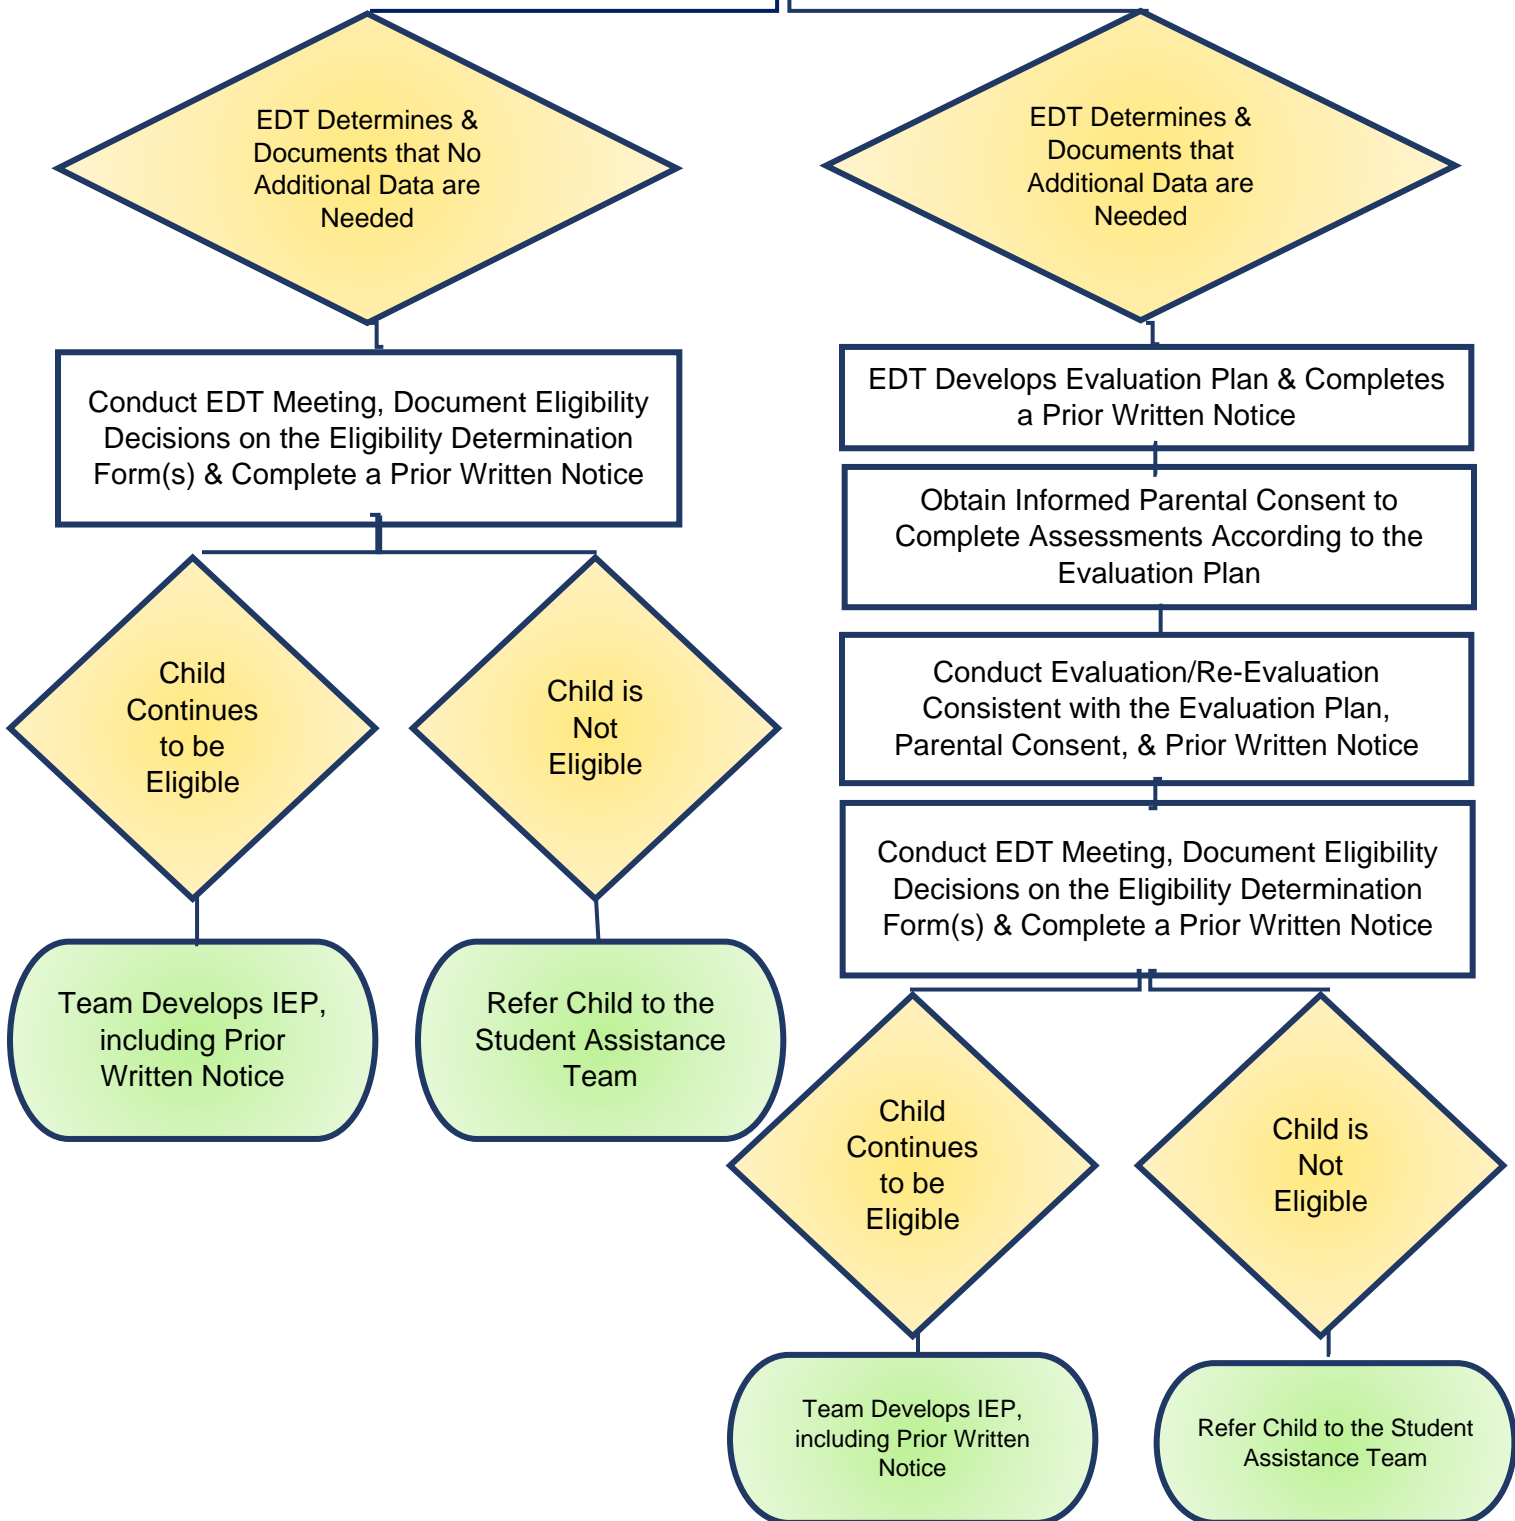 EDT Determines &
Documents that No
Additional Data are
Needed
EDT Determines &
Documents that
Additional Data are
Needed
Conduct EDT Meeting, Document Eligibility
Decisions on the Eligibility Determination
Form(s) & Complete a Prior Written Notice
EDT Develops Evaluation Plan & Completes
a Prior Written Notice
Obtain Informed Parental Consent to
Complete Assessments According to the
Evaluation Plan
Conduct Evaluation/Re-Evaluation
Consistent with the Evaluation Plan,
Parental Consent, & Prior Written Notice
Child
Continues
to be
Eligible
Child is
Not
Eligible
Conduct EDT Meeting, Document Eligibility
Decisions on the Eligibility Determination
Form(s) & Complete a Prior Written Notice
Team Develops IEP,
including Prior
Written Notice
Refer Child to the
Student Assistance
Team
Child
Continues
to be
Eligible
Child is
Not
Eligible
Team Develops IEP,
including Prior Written
Notice
Refer Child to the Student
Assistance Team